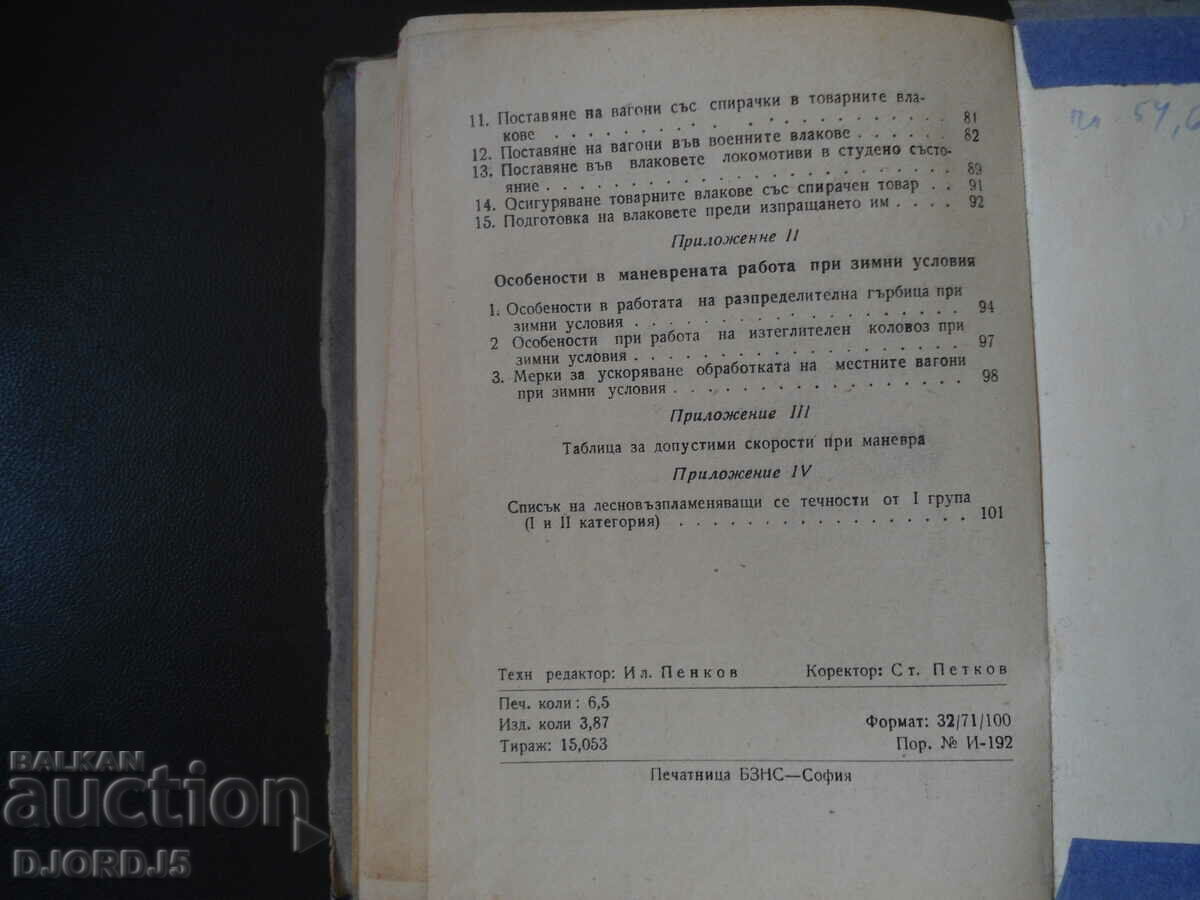 11. Поставяне на вагони със спирачки в товарните вла-
кове . . . . . . . . . . . . . . . . . . 81
12. Поставяне на вагони във военните влакове . . . . . . 82
13. Поставяне във влаковете локомотиви в студено състо-
яние . . . . . . . . . . . . . . . . . . 89
14. Осигуряване товарните влакове със спирачен товар . . 91
15. Подготовка на влаковете преди изпращането им . . . . 92
Приложение II
Особености в маневрената работа при зимни условия
1. Особености в работата на разпределителна гърбица при
зимни условия . . . . . . . . . . . . . . . . 94
2 Особености при работа на изтеглителен коловоз при
зимни условия . . . . . . . . . . . . . . . . 97
3. Мерки за ускоряване обработката на местните вагони
при зимни условия . . . . . . . . . . . . . . 98
Приложение III
Таблица за допустими скорости при маневра
Приложение IV
Списък на лесновъзпламеняващи се течности от I група
(I и II категория) . . . . . . . . . . . . . . . 101
Техн редактор: Ил. Пенков Коректор: Ст. Петков
Печ. коли: 6,5
Изд. коли 3,87 Формат: 32/71/100
Тираж: 15,053 Пор. № И-192
Печатница БЗНС—София
54,
BALKAN
auction
DJORDJ5